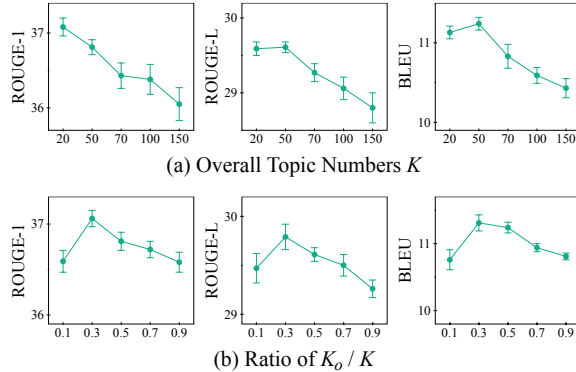 ROUGE-1
37
36
20 50 70 100 150
ROUGE-L
30
29
20 50 70 100 150
BLEU
11
10
20 50 70 100 150
(a) Overall Topic Numbers K
ROUGE-1
37
36
0.1 0.3 0.5 0.7 0.9
ROUGE-L
30
29
0.1 0.3 0.5 0.7 0.9
BLEU
11
10
0.1 0.3 0.5 0.7 0.9
(b) Ratio of Kₒ / K